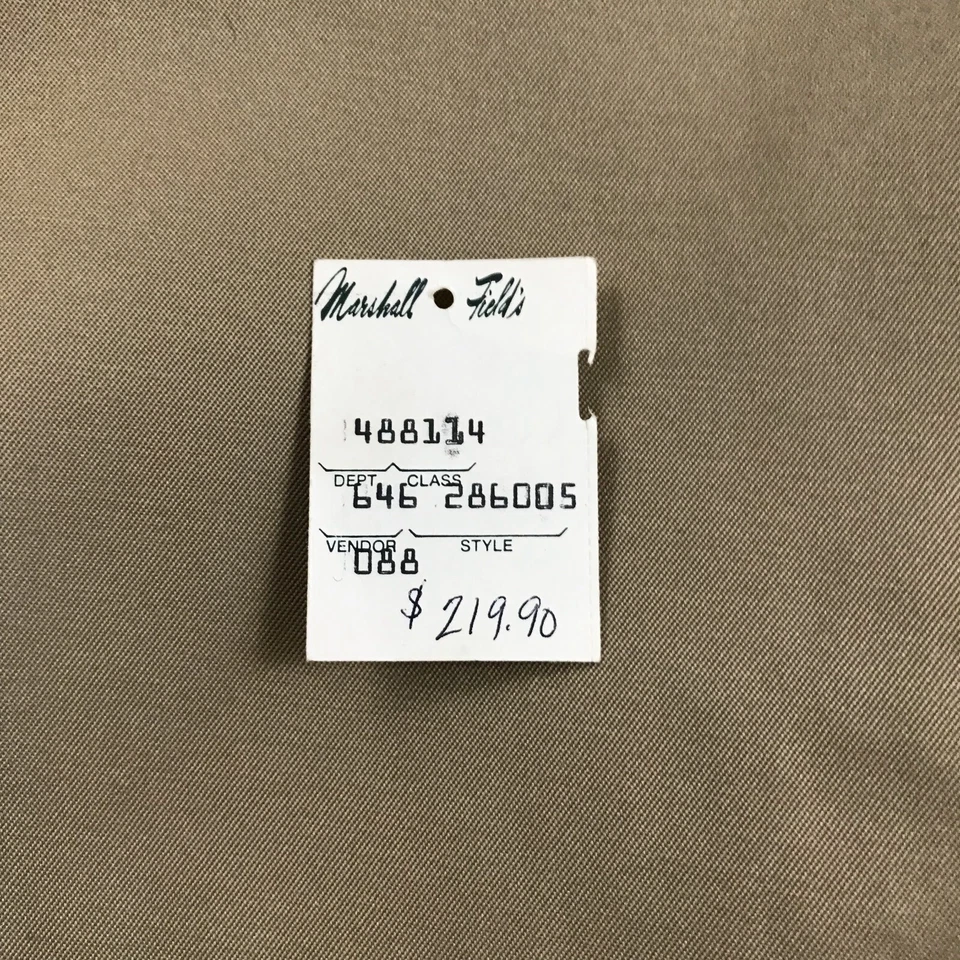 Marshall Field's
488114
DEPT CLASS
646 286005
VENDOR STYLE
088
$ 219.90